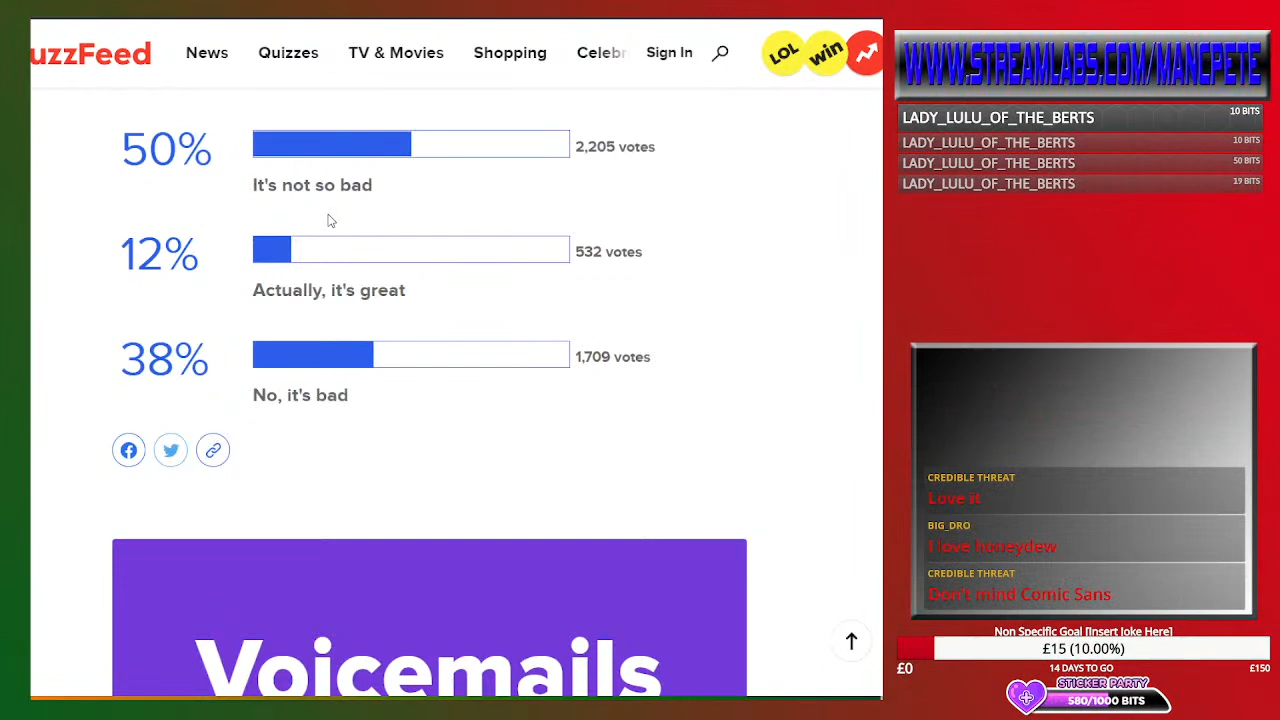 uzzFeed
News
Quizzes
TV & Movies
Shopping
Celebr
Sign In
LOL
win
50%
2,205 votes
It's not so bad
12%
532 votes
Actually, it's great
38%
1,709 votes
No, it's bad
Voicemails
WWW.STREAMLABS.COM/MANCPETE
LADY_LULU_OF_THE_BERTS 10 BITS
LADY_LULU_OF_THE_BERTS 10 BITS
LADY_LULU_OF_THE_BERTS 50 BITS
LADY_LULU_OF_THE_BERTS 19 BITS
CREDIBLE THREAT
Love it
BIG_DRO
I love honeydew
CREDIBLE THREAT
Don't mind Comic Sans
Non Specific Goal [Insert Joke Here]
£15 (10.00%)
£0 14 DAYS TO GO £150
STICKER PARTY
580/1000 BITS